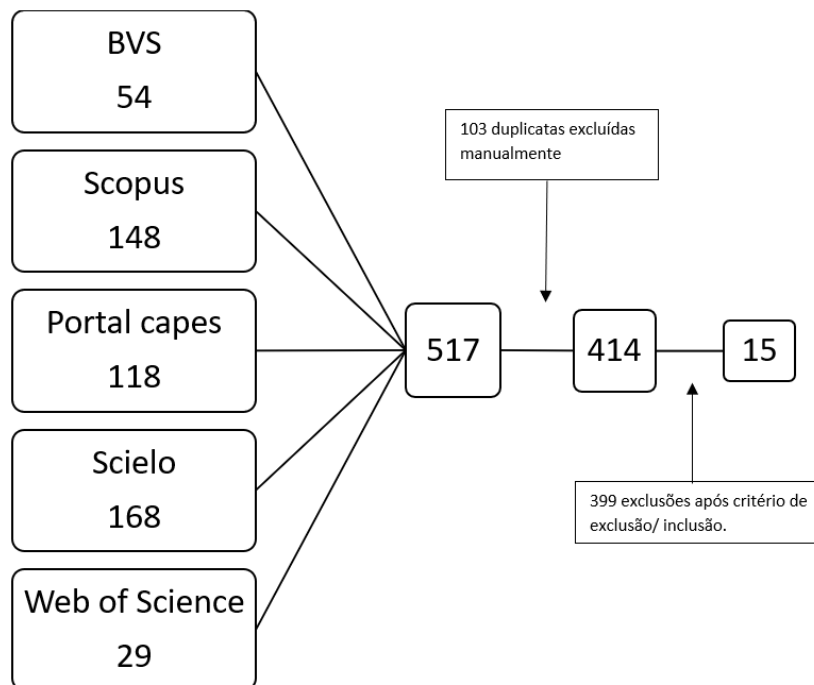 BVS
54
Scopus
148
Portal capes
118
Scielo
168
Web of Science
29
103 duplicatas excluídas
manualmente
517
414
15
399 exclusões após critério de
exclusão/ inclusão.